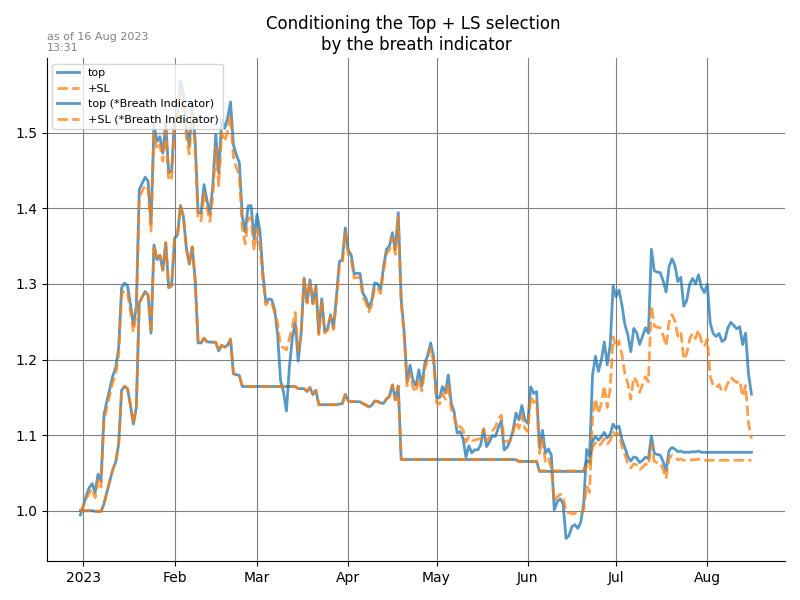 Conditioning the Top + LS selection
by the breath indicator
as of 16 Aug 2023
13:31
top
+SL
top (*Breath Indicator)
+SL (*Breath Indicator)
1.5
1.4
1.3
1.2
1.1
1.0
2023 Feb Mar Apr May Jun Jul Aug